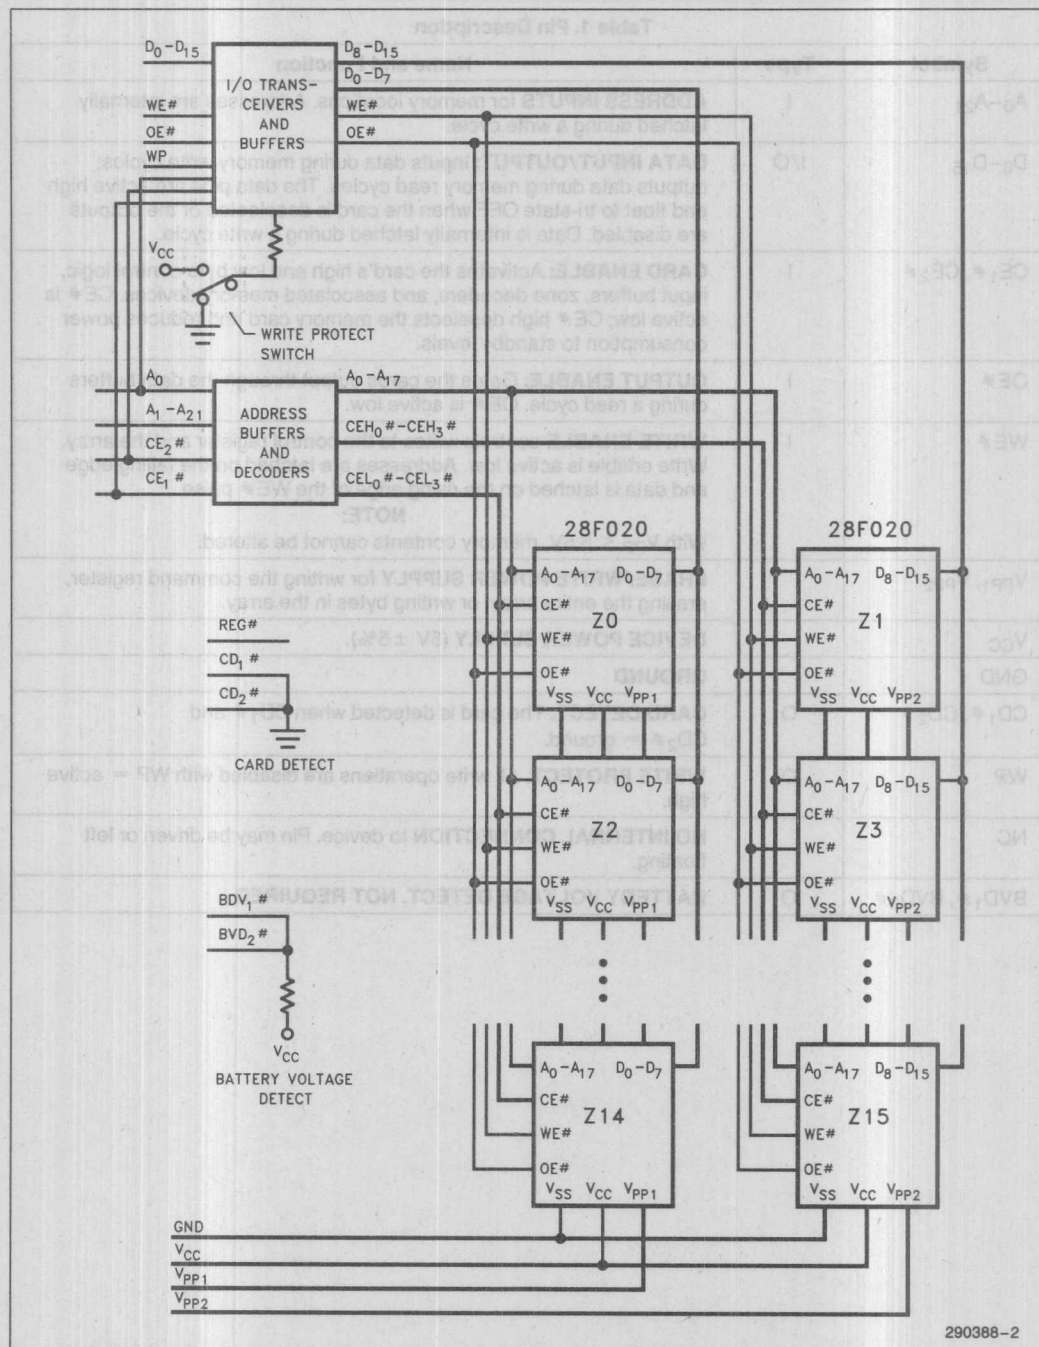 D0-D15
D8-D15
D0-D7
I/O TRANS-
CEIVERS
AND
BUFFERS
WE#
WE#
OE#
OE#
WP
VCC
WRITE PROTECT
SWITCH
A0
A0-A17
A1-A21
ADDRESS
BUFFERS
AND
DECODERS
CEH0#-CEH3#
CE2#
CE1#
CEL0#-CEL3#
28F020
28F020
A0-A17 D0-D7
CE#
Z0
WE#
OE#
VSS VCC VPP1
A0-A17 D8-D15
CE#
Z1
WE#
OE#
VSS VCC VPP2
REG#
CD1#
CD2#
CARD DETECT
A0-A17 D0-D7
CE#
Z2
WE#
OE#
VSS VCC VPP1
A0-A17 D8-D15
CE#
Z3
WE#
OE#
VSS VCC VPP2
BDV1#
BVD2#
VCC
BATTERY VOLTAGE
DETECT
A0-A17 D0-D7
CE#
Z14
WE#
OE#
VSS VCC VPP1
A0-A17 D8-D15
CE#
Z15
WE#
OE#
VSS VCC VPP2
GND
VCC
VPP1
VPP2
290388-2